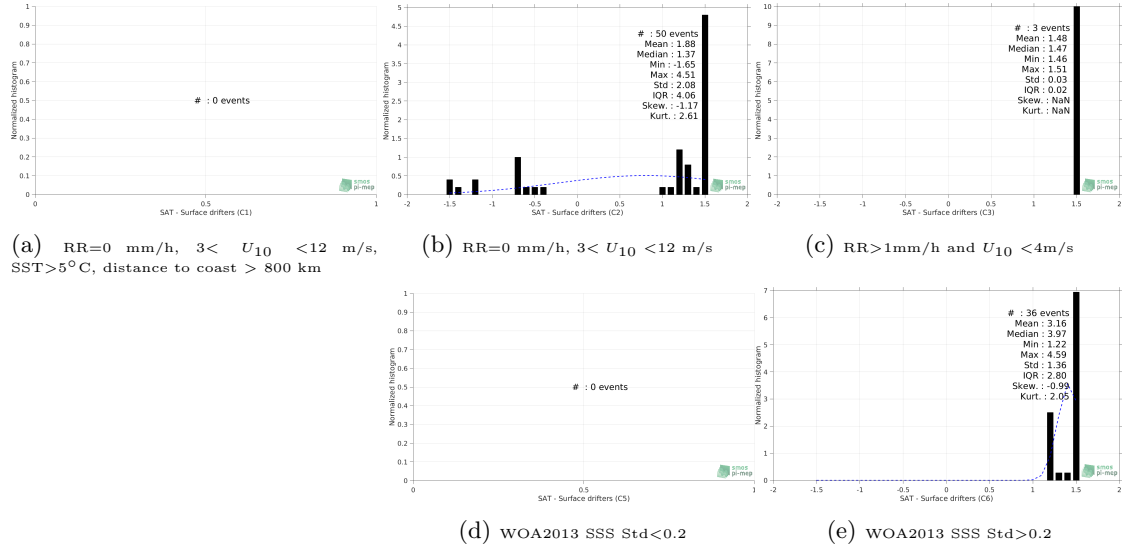 1
0.9
0.8
0.7
0.6
0.5
0.4
0.3
0.2
0.1
0
0
0.5
1
Normalized histogram
# : 0 events
SAT - Surface drifters (C1)
smos
pi-mep
(a) RR=0 mm/h, 3< U10 <12 m/s,
SST>5°C, distance to coast > 800 km
5
4.5
4
3.5
3
2.5
2
1.5
1
0.5
0
-2 -1.5 -1 -0.5 0 0.5 1 1.5 2
Normalized histogram
# : 50 events
Mean : 1.88
Median : 1.37
Min : -1.65
Max : 4.51
Std : 2.08
IQR : 4.06
Skew. : -1.17
Kurt. : 2.61
SAT - Surface drifters (C2)
smos
pi-mep
(b) RR=0 mm/h, 3< U10 <12 m/s
10
9
8
7
6
5
4
3
2
1
0
-2 -1.5 -1 -0.5 0 0.5 1 1.5 2
Normalized histogram
# : 3 events
Mean : 1.48
Median : 1.47
Min : 1.46
Max : 1.51
Std : 0.03
IQR : 0.02
Skew. : NaN
Kurt. : NaN
SAT - Surface drifters (C3)
smos
pi-mep
(c) RR>1mm/h and U10 <4m/s
1
0.9
0.8
0.7
0.6
0.5
0.4
0.3
0.2
0.1
0
0
0.5
1
Normalized histogram
# : 0 events
SAT - Surface drifters (C5)
smos
pi-mep
(d) WOA2013 SSS Std<0.2
7
6
5
4
3
2
1
0
-2 -1.5 -1 -0.5 0 0.5 1 1.5 2
Normalized histogram
# : 36 events
Mean : 3.16
Median : 3.97
Min : 1.22
Max : 4.59
Std : 1.36
IQR : 2.80
Skew. : -0.99
Kurt. : 2.05
SAT - Surface drifters (C6)
smos
pi-mep
(e) WOA2013 SSS Std>0.2